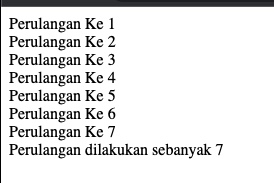 Perulangan Ke 1
Perulangan Ke 2
Perulangan Ke 3
Perulangan Ke 4
Perulangan Ke 5
Perulangan Ke 6
Perulangan Ke 7
Perulangan dilakukan sebanyak 7